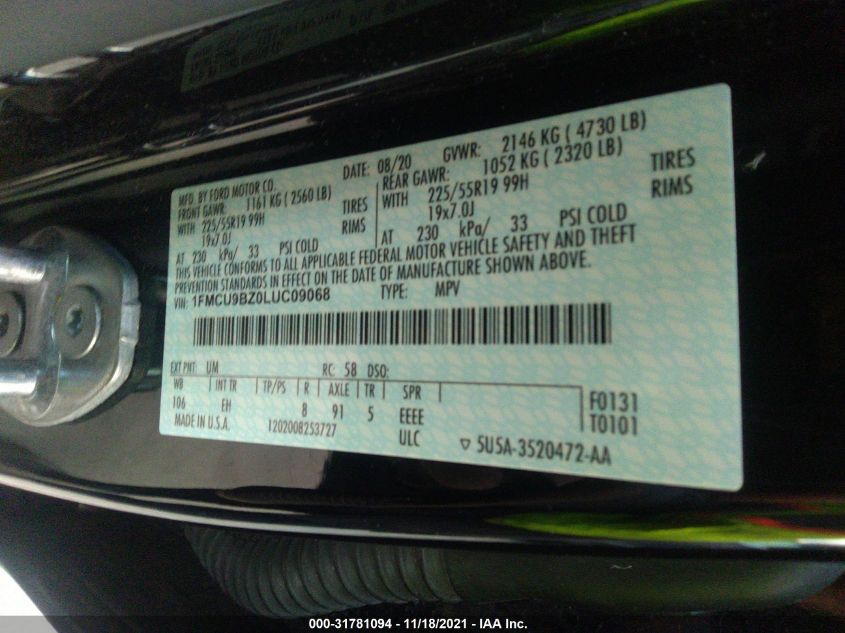 MFD. BY FORD MOTOR CO.
DATE: 08/20 GVWR: 2146 KG ( 4730 LB)
FRONT GAWR: 1161 KG ( 2560 LB) REAR GAWR: 1052 KG ( 2320 LB)
WITH 225/55R19 99H TIRES WITH 225/55R19 99H TIRES
19x7.0J RIMS 19x7.0J RIMS
AT 230 kPa/ 33 PSI COLD AT 230 kPa/ 33 PSI COLD
THIS VEHICLE CONFORMS TO ALL APPLICABLE FEDERAL MOTOR VEHICLE SAFETY AND THEFT
PREVENTION STANDARDS IN EFFECT ON THE DATE OF MANUFACTURE SHOWN ABOVE.
VIN: 1FMCU9BZ0LUC09068 TYPE: MPV
EXT PNT: UM RC: 58 DSO:
WB INT TR TP/PS R AXLE TR SPR
106 EH 8 91 5 EEEE F0131
MADE IN U.S.A. 1202008253727 ULC T0101
5U5A-3520472-AA
000-31781094 - 11/18/2021 - IAA Inc.